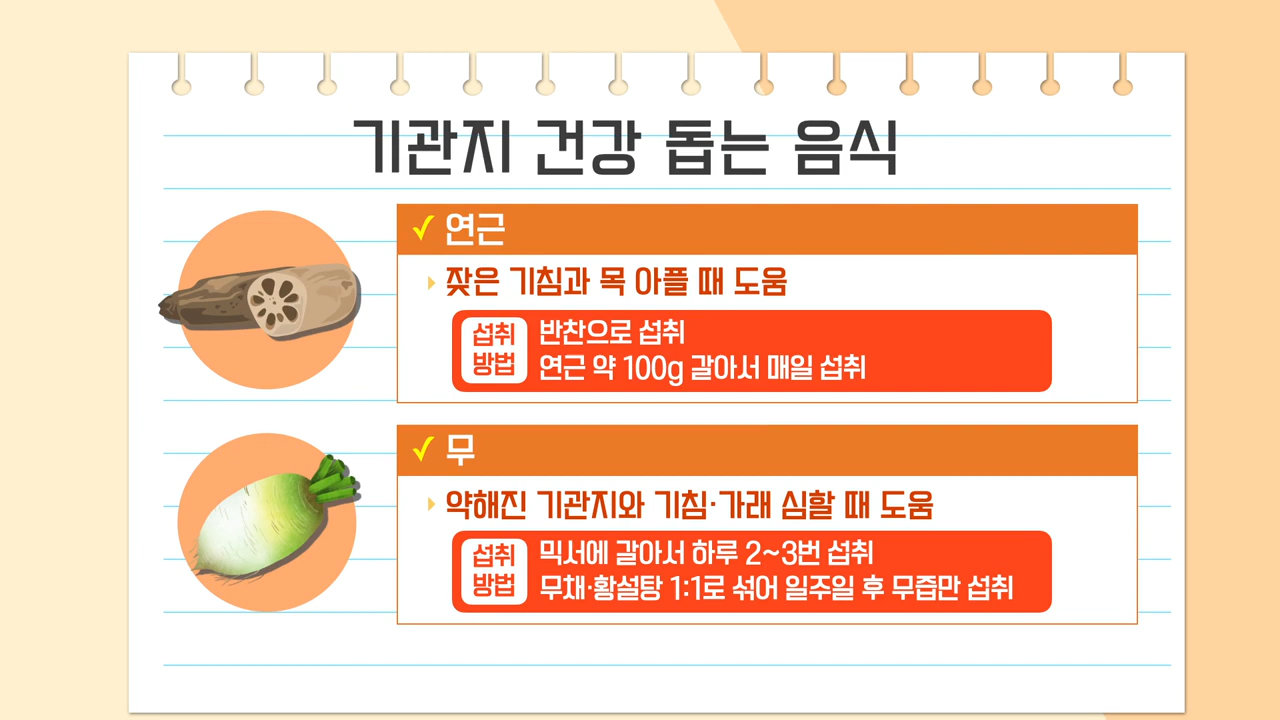 기관지 건강 돕는 음식
✓ 연근
잦은 기침과 목 아플 때 도움
섭취
방법
반찬으로 섭취
연근 약 100g 갈아서 매일 섭취
✓ 무
약해진 기관지와 기침·가래 심할 때 도움
섭취
방법
믹서에 갈아서 하루 2~3번 섭취
무채·황설탕 1:1로 섞어 일주일 후 무즙만 섭취